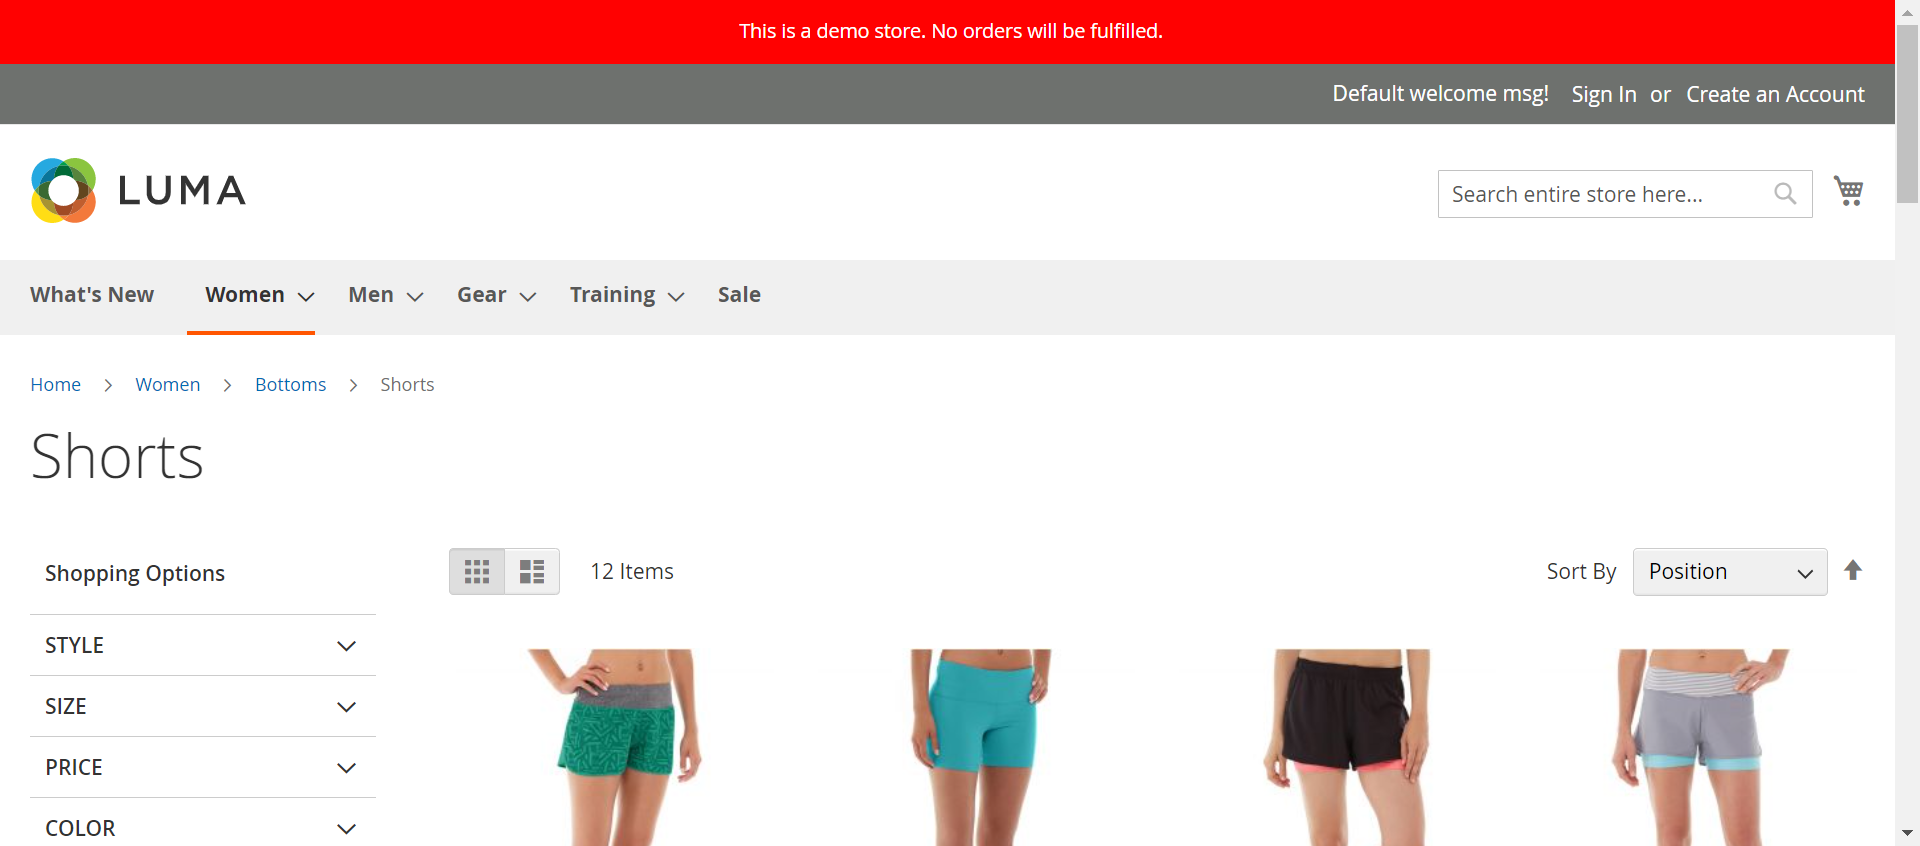 This is a demo store. No orders will be fulfilled.
Default welcome msg! Sign In or Create an Account
LUMA
Search entire store here...
What's New Women Men Gear Training Sale
Home Women Bottoms Shorts
Shorts
Shopping Options
12 Items
Sort By Position
STYLE
SIZE
PRICE
COLOR